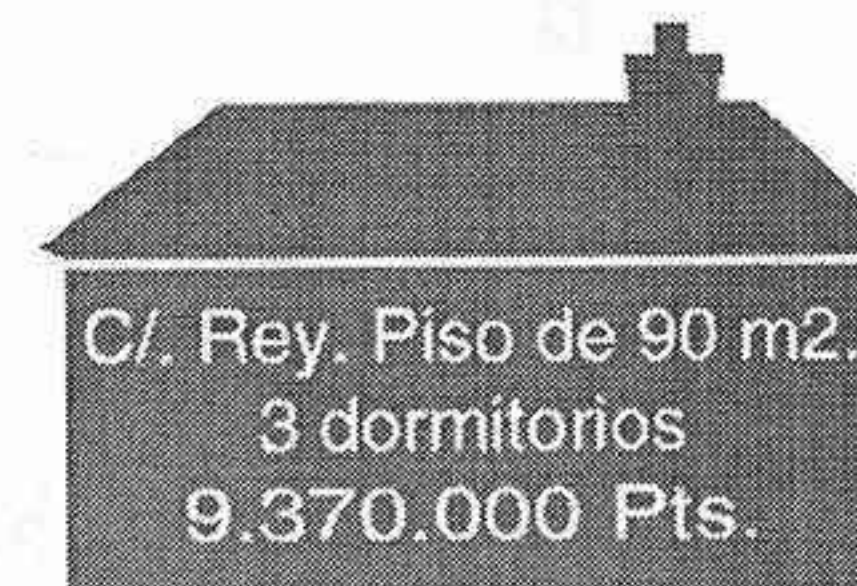 C/. Rey. Piso de 90 m2.
3 dormitorios
9.370.000 Pts.